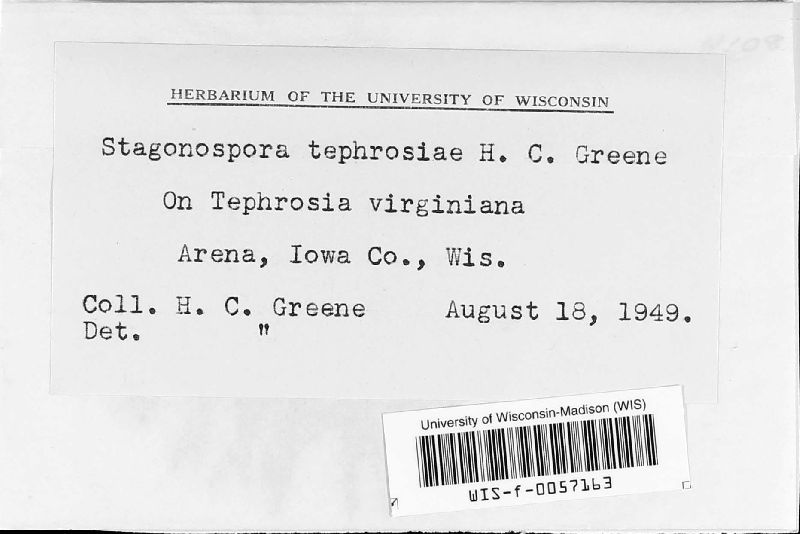 HERBARIUM OF THE UNIVERSITY OF WISCONSIN
Stagonospora tephrosiae H. C. Greene
On Tephrosia virginiana
Arena, Iowa Co., Wis.
Coll. H. C. Greene August 18, 1949.
Det. "
University of Wisconsin-Madison (WIS)
WIS-f-0057163